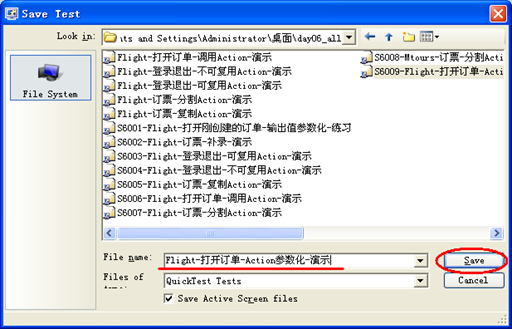 Save Test
Look in:
ıts and Settings\Administrator\桌面\day06_all
File System
Flight-打开订单-调用Action-演示
Flight-登录退出-不可复用Action-演示
Flight-登录退出-可复用Action-演示
Flight-订票-分割Action-演示
Flight-订票-复制Action-演示
S6001-Flight-打开刚创建的订单-输出值参数化-练习
S6002-Flight-订票-补录-演示
S6003-Flight-登录退出-可复用Action-演示
S6004-Flight-登录退出-不可复用Action-演示
S6005-Flight-订票-复制Action-演示
S6006-Flight-打开订单-调用Action-演示
S6007-Flight-订票-分割Action-演示
S6008-Mtours-订票-分割Acti
S6009-Flight-打开订单-Acti
File name:
Flight-打开订单-Action参数化-演示
Save
Files of
QuickTest Tests
Cancel
Save Active Screen files